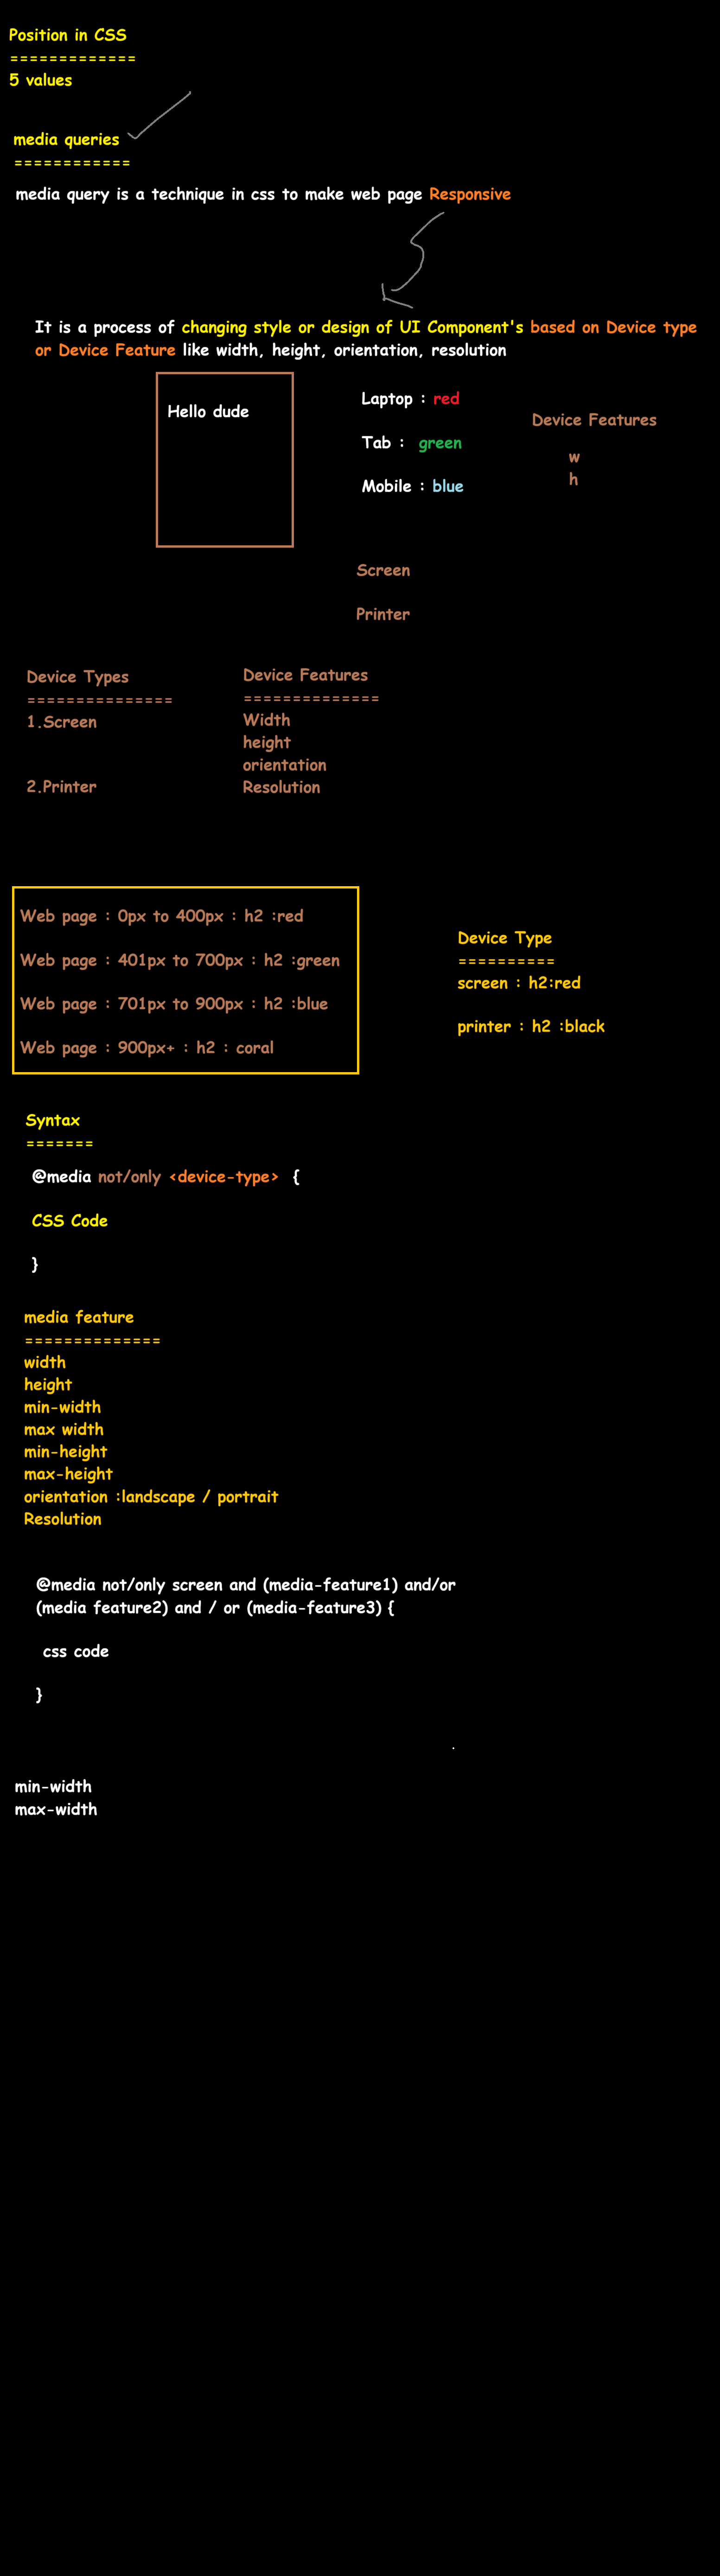 Position in CSS
=============
5 values
media queries
============
media query is a technique in css to make web page Responsive
It is a process of changing style or design of UI Component's based on Device type
or Device Feature like width, height, orientation, resolution
Hello dude
Laptop : red
Tab : green
Mobile : blue
Device Features
w
h
Screen
Printer
Device Types
===============
1.Screen
2.Printer
Device Features
==============
Width
height
orientation
Resolution
Web page : 0px to 400px : h2 :red
Web page : 401px to 700px : h2 :green
Web page : 701px to 900px : h2 :blue
Web page : 900px+ : h2 : coral
Device Type
==========
screen : h2:red
printer : h2 :black
Syntax
=======
@media not/only <device-type> {
CSS Code
}
media feature
==============
width
height
min-width
max width
min-height
max-height
orientation :landscape / portrait
Resolution
@media not/only screen and (media-feature1) and/or
(media feature2) and / or (media-feature3) {
css code
}
.
min-width
max-width